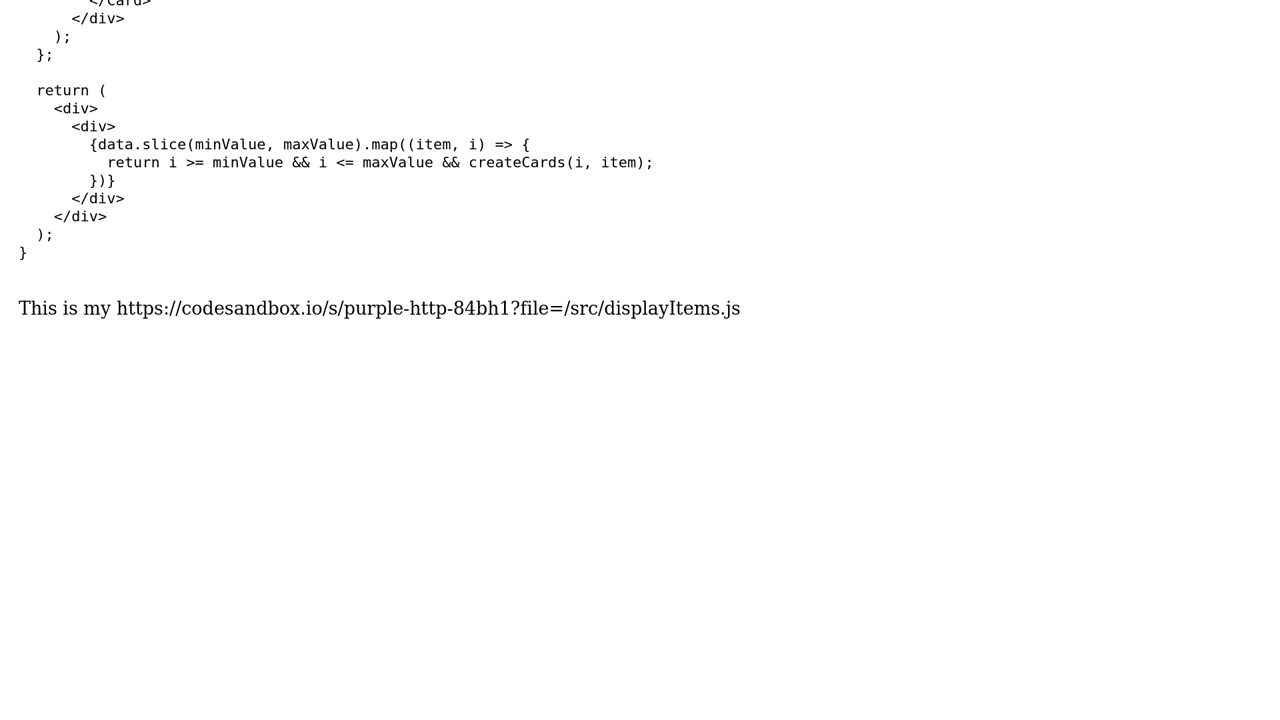 </Card>
      </div>
    );
  };

  return (
    <div>
      <div>
        {data.slice(minValue, maxValue).map((item, i) => {
          return i >= minValue && i <= maxValue && createCards(i, item);
        })}
      </div>
    </div>
  );
}

This is my https://codesandbox.io/s/purple-http-84bh1?file=/src/displayItems.js